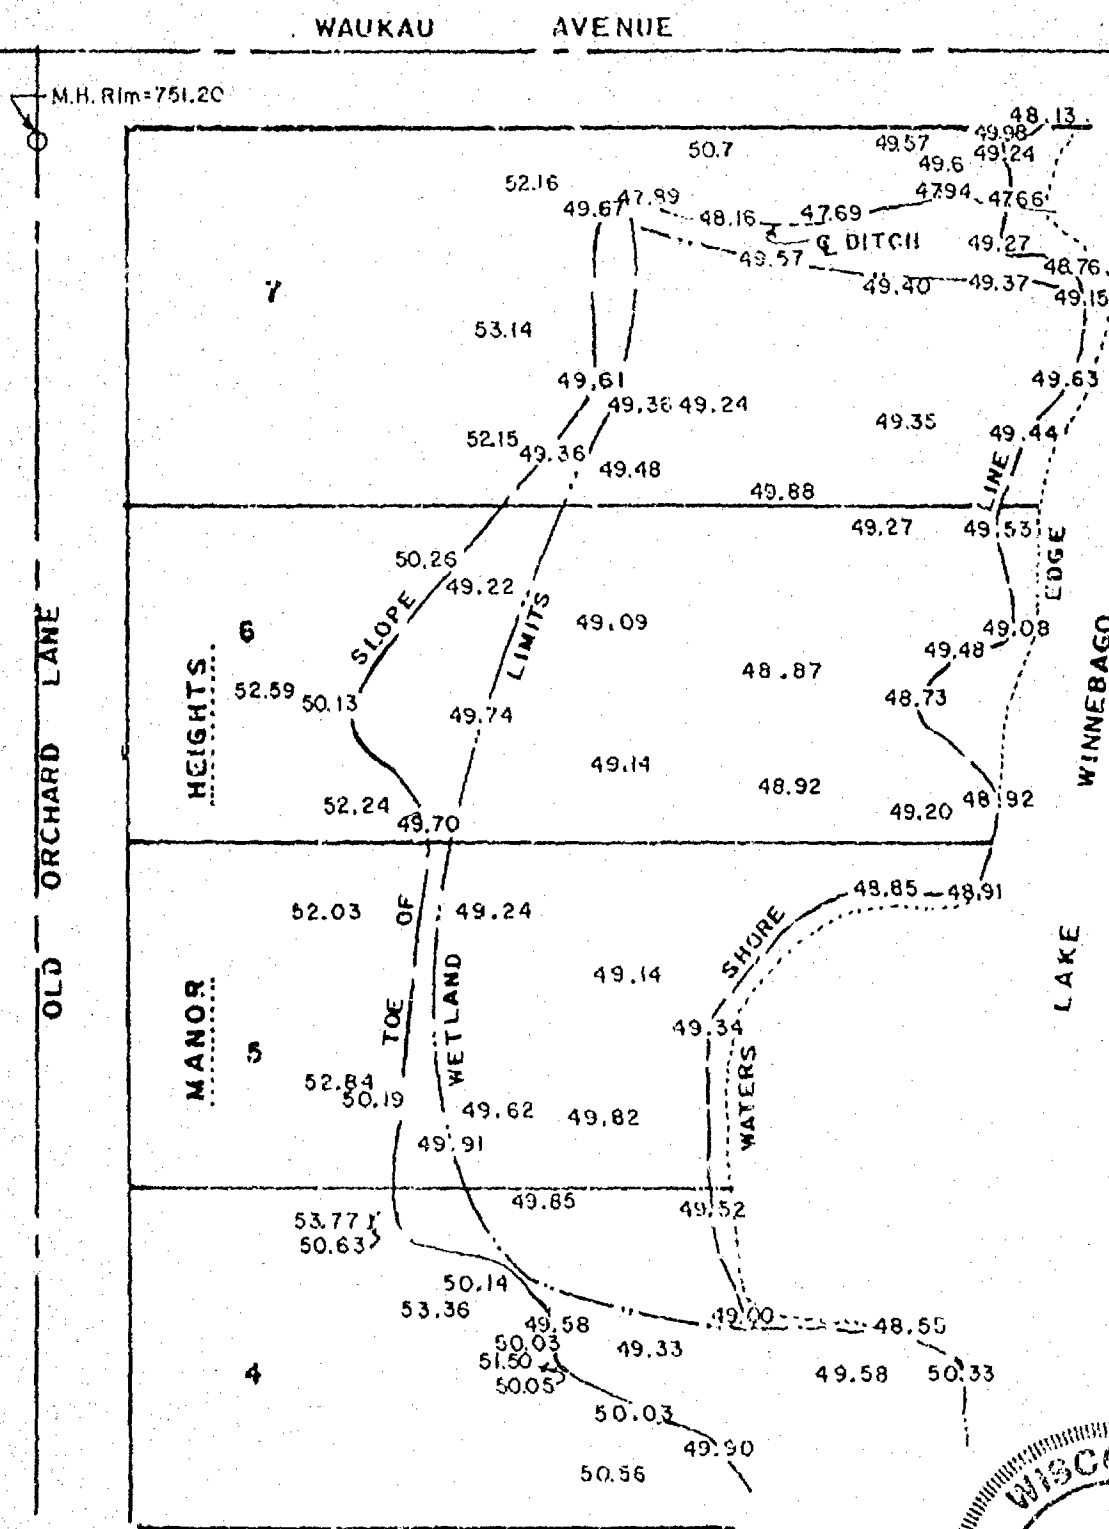 WAUKAU AVENUE
M.H. Rim=751.20
48.13
49.98
50.7 49.57 49.24
49.6
52.16 47.94 47.66
49.67 47.89 48.16 47.69
℄ DITCH 49.27
49.57 48.76
49.40 49.37 49.15
7
53.14
49.61 49.63
49.36 49.24
49.35 49.44
52.15 49.36
49.48
49.88 LINE
49.27 49.53
50.26 EDGE
49.22
SLOPE LIMITS
6 49.09 49.08
49.48
48.87
52.59 50.13 48.73
49.74
HEIGHTS WINNEBAGO
49.14
48.92 48.92
52.24 49.20
49.70
OLD ORCHARD LANE
48.85 48.91
52.03 OF 49.24
SHORE LAKE
49.14
MANOR TOE WETLAND
49.34
5 WATERS
52.84
50.19 49.62 49.82
49.91
49.85 49.52
53.77
50.63
50.14
53.36 49.00
49.58 48.55
50.03 49.33
51.50
50.05 49.58 50.33
4
50.03
49.90
50.56